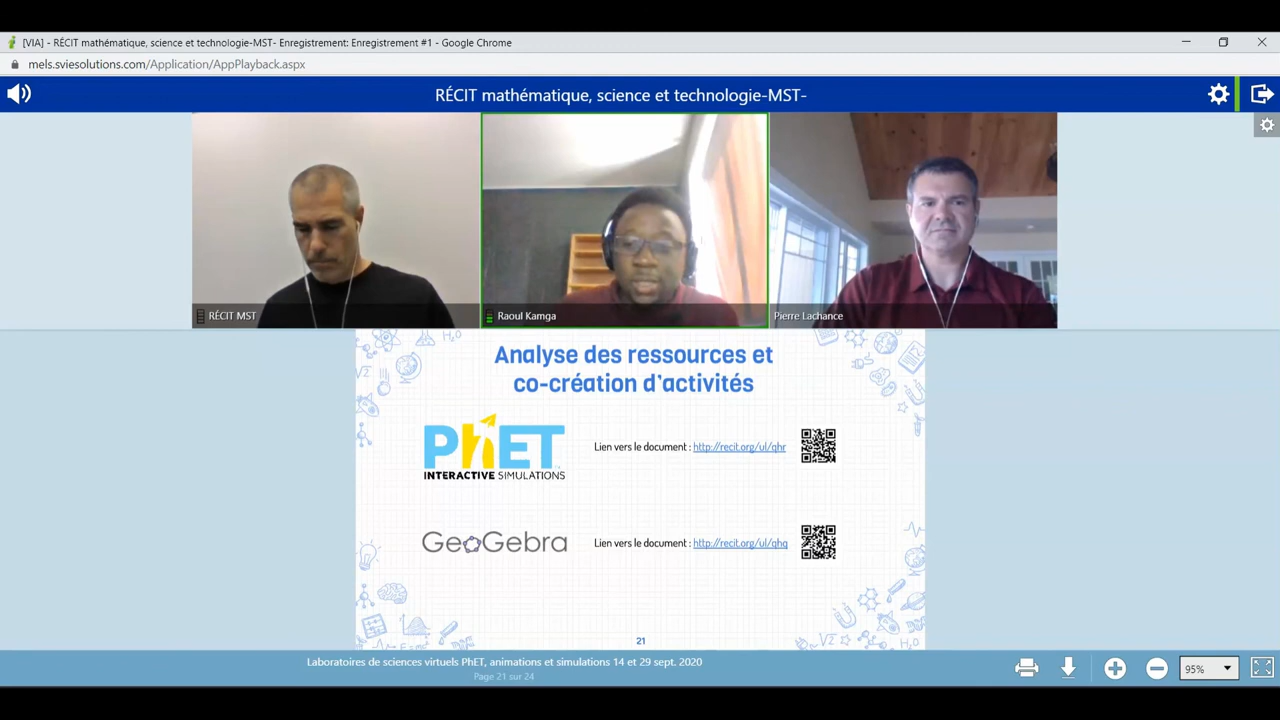 [VIA] - RÉCIT mathématique, science et technologie-MST- Enregistrement: Enregistrement #1 - Google Chrome
mels.sviesolutions.com/Application/AppPlayback.aspx
RÉCIT mathématique, science et technologie-MST-
RÉCIT MST
Raoul Kamga
Pierre Lachance
Analyse des ressources et
co-création d'activités
PhET
INTERACTIVE SIMULATIONS
Lien vers le document : http://recit.org/ul/qhr
GeoGebra
Lien vers le document : http://recit.org/ul/qhq
H₂O
√2
√2
H₂O
21
Laboratoires de sciences virtuels PhET, animations et simulations 14 et 29 sept. 2020
Page 21 sur 24
95%